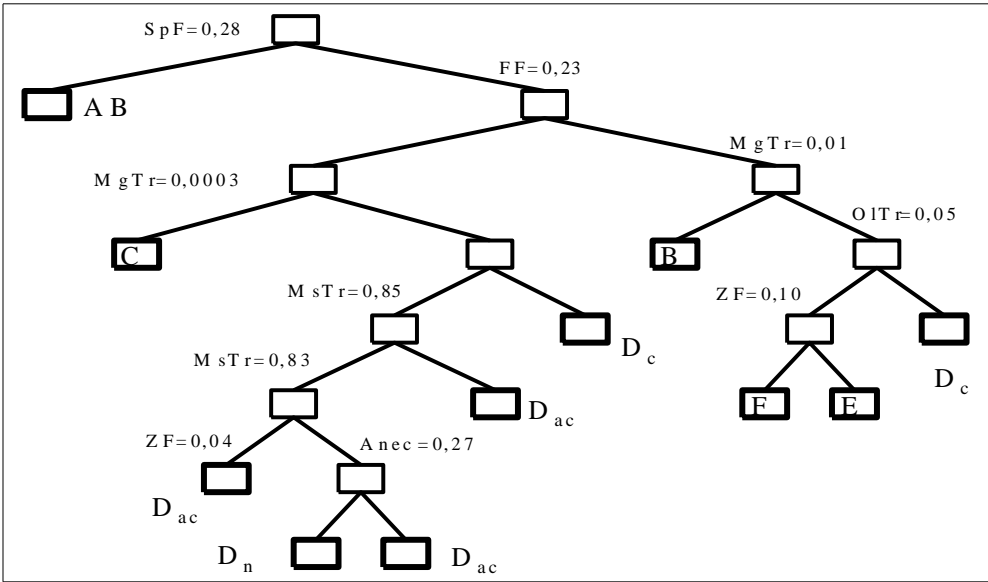 SpF=0,28
FF=0,23
A B
MgTr=0,01
MgTr=0,0003
OlTr=0,05
C
B
MsTr=0,85
ZF=0,10
D c
MsTr=0,83
D c
D ac
F
E
ZF=0,04
Anec=0,27
D ac
D n
D ac